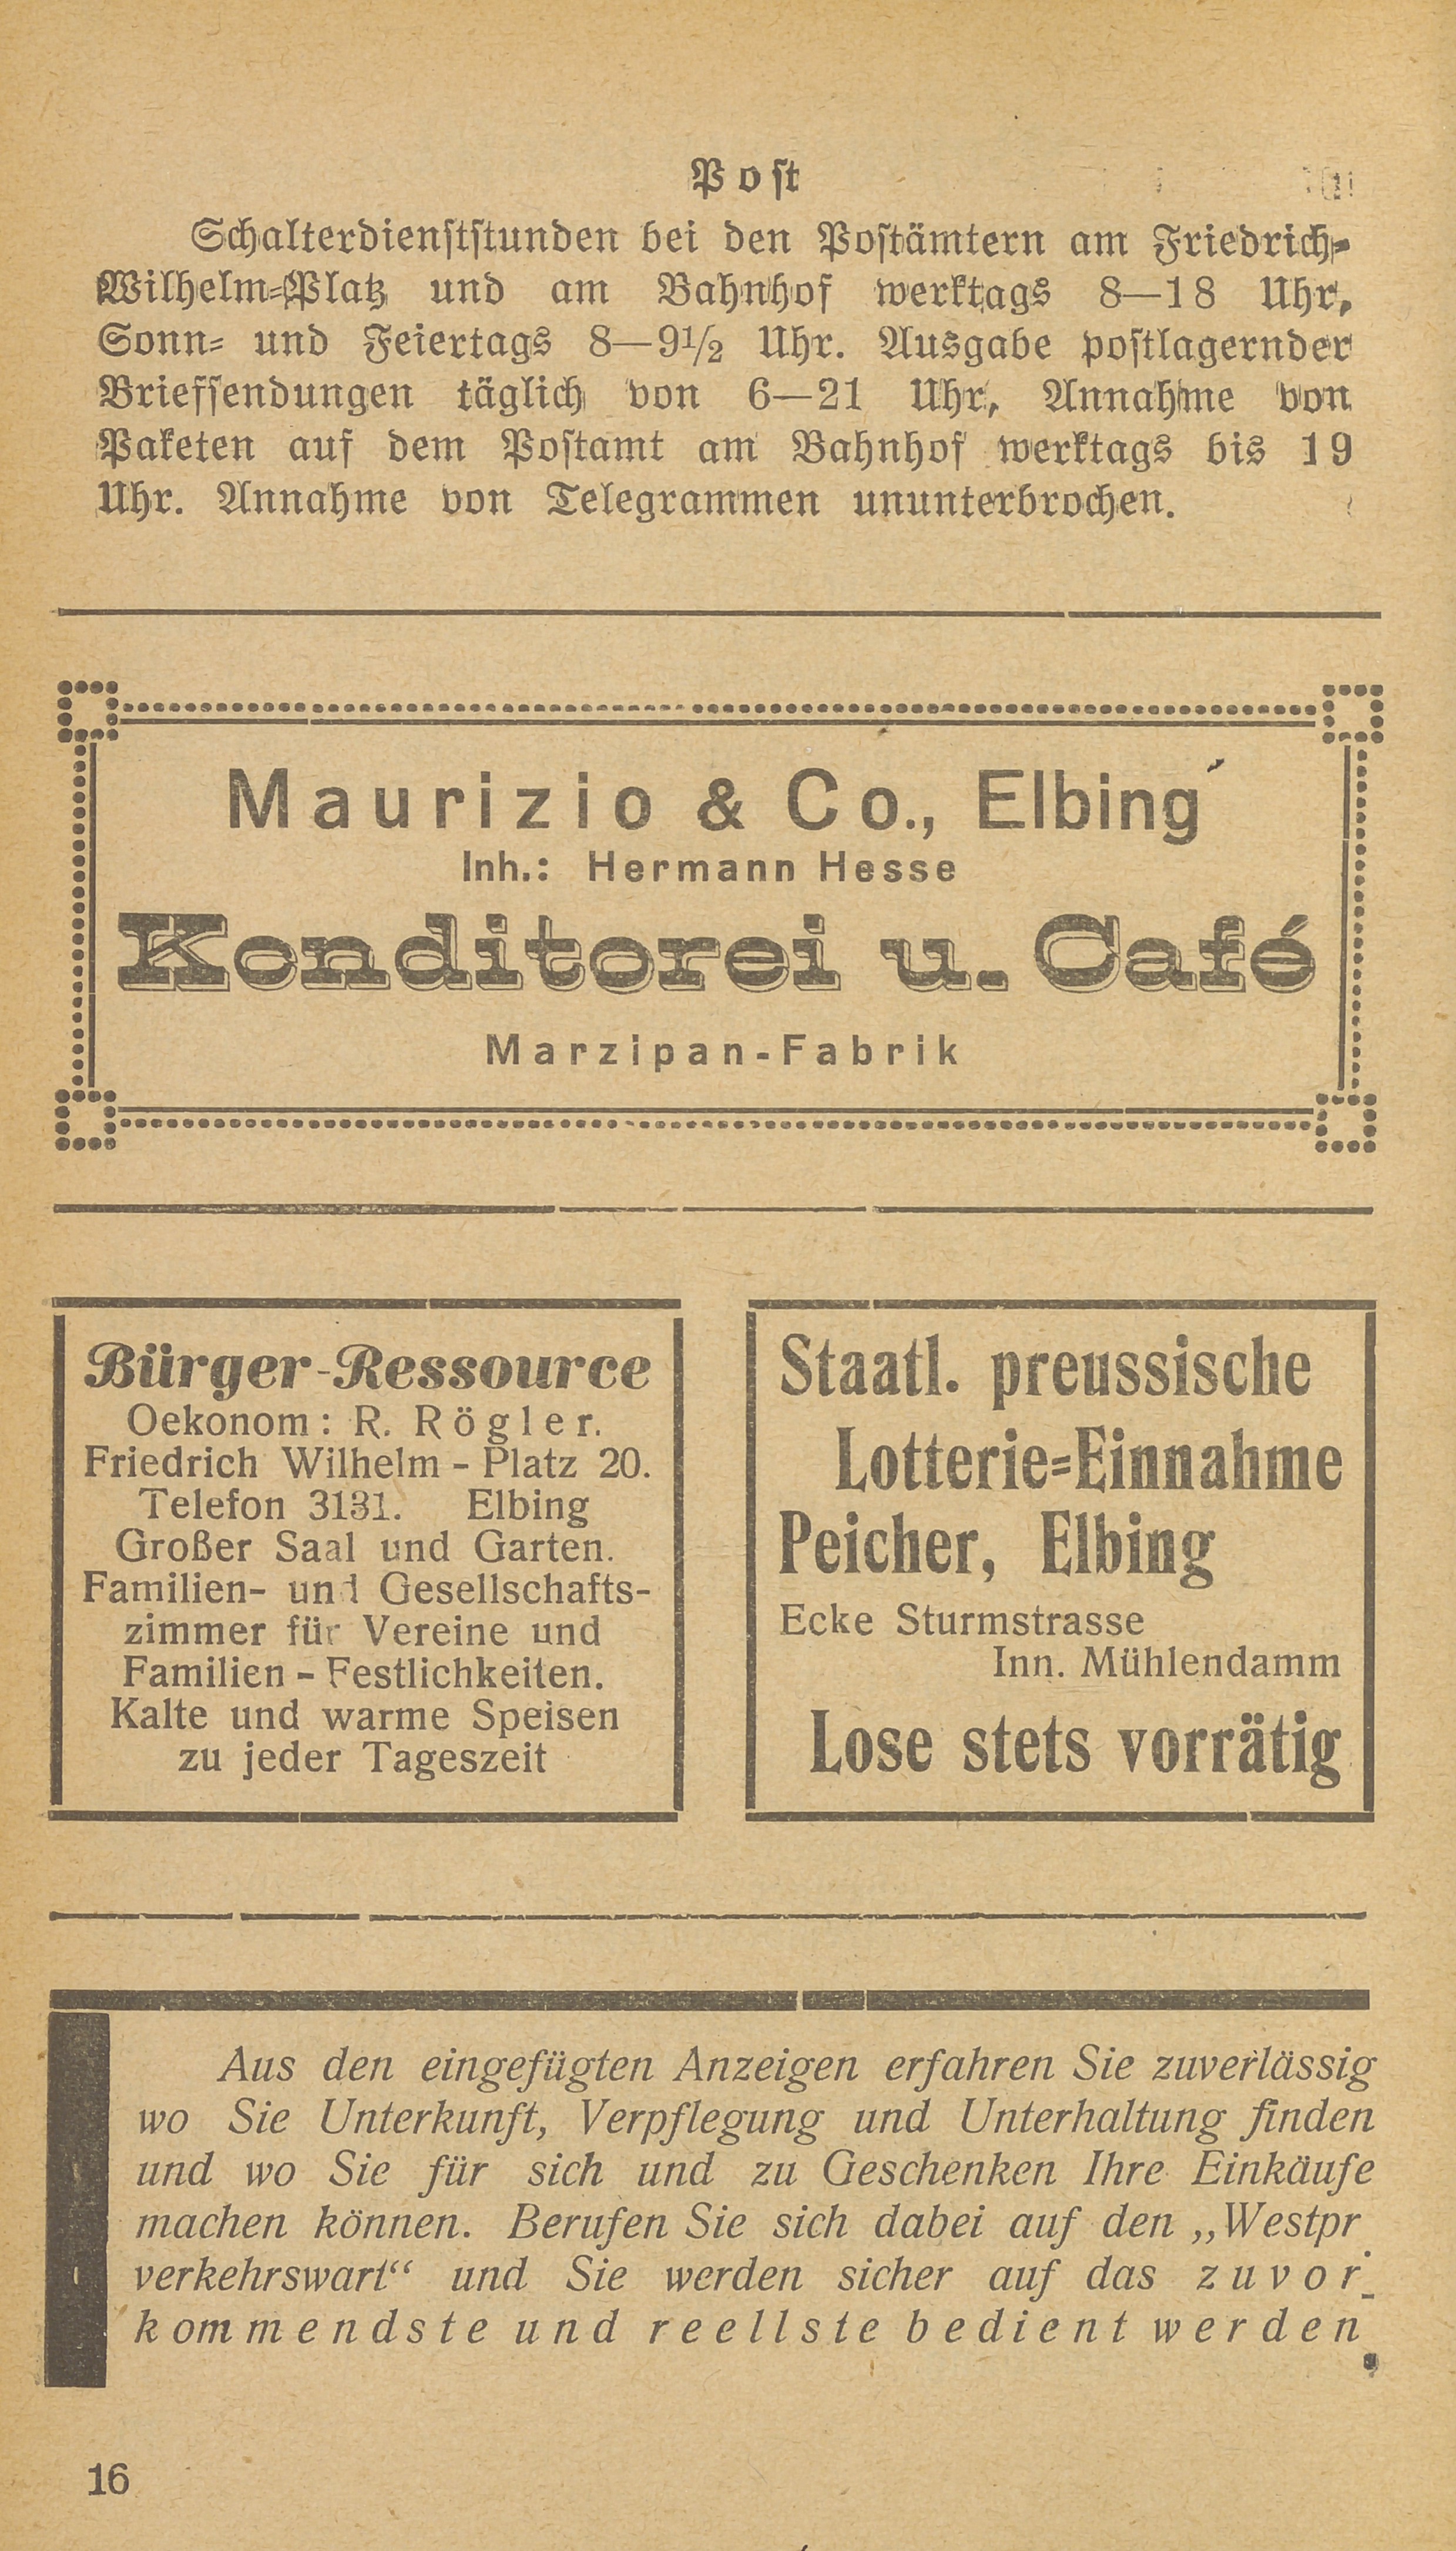 Post
Schalterdienststunden bei den Postämtern am Friedrich-
Wilhelm-Platz und am Bahnhof werktags 8—18 Uhr,
Sonn- und Feiertags 8—9½ Uhr. Ausgabe postlagernder
Briefsendungen täglich von 6—21 Uhr, Annahme von
Paketen auf dem Postamt am Bahnhof werktags bis 19
Uhr. Annahme von Telegrammen ununterbrochen.
Maurizio & Co., Elbing
Inh.: Hermann Hesse
Konditorei u. Café
Marzipan-Fabrik
Bürger-Ressource
Oekonom: R. Rögler.
Friedrich Wilhelm - Platz 20.
Telefon 3131. Elbing
Großer Saal und Garten.
Familien- und Gesellschafts-
zimmer für Vereine und
Familien - Festlichkeiten.
Kalte und warme Speisen
zu jeder Tageszeit
Staatl. preussische
Lotterie-Einnahme
Peicher, Elbing
Ecke Sturmstrasse
Inn. Mühlendamm
Lose stets vorrätig
Aus den eingefügten Anzeigen erfahren Sie zuverlässig
wo Sie Unterkunft, Verpflegung und Unterhaltung finden
und wo Sie für sich und zu Geschenken Ihre Einkäufe
machen können. Berufen Sie sich dabei auf den „Westpr.
verkehrswart“ und Sie werden sicher auf das zuvor-
kommendste und reellste bedient werden.
16